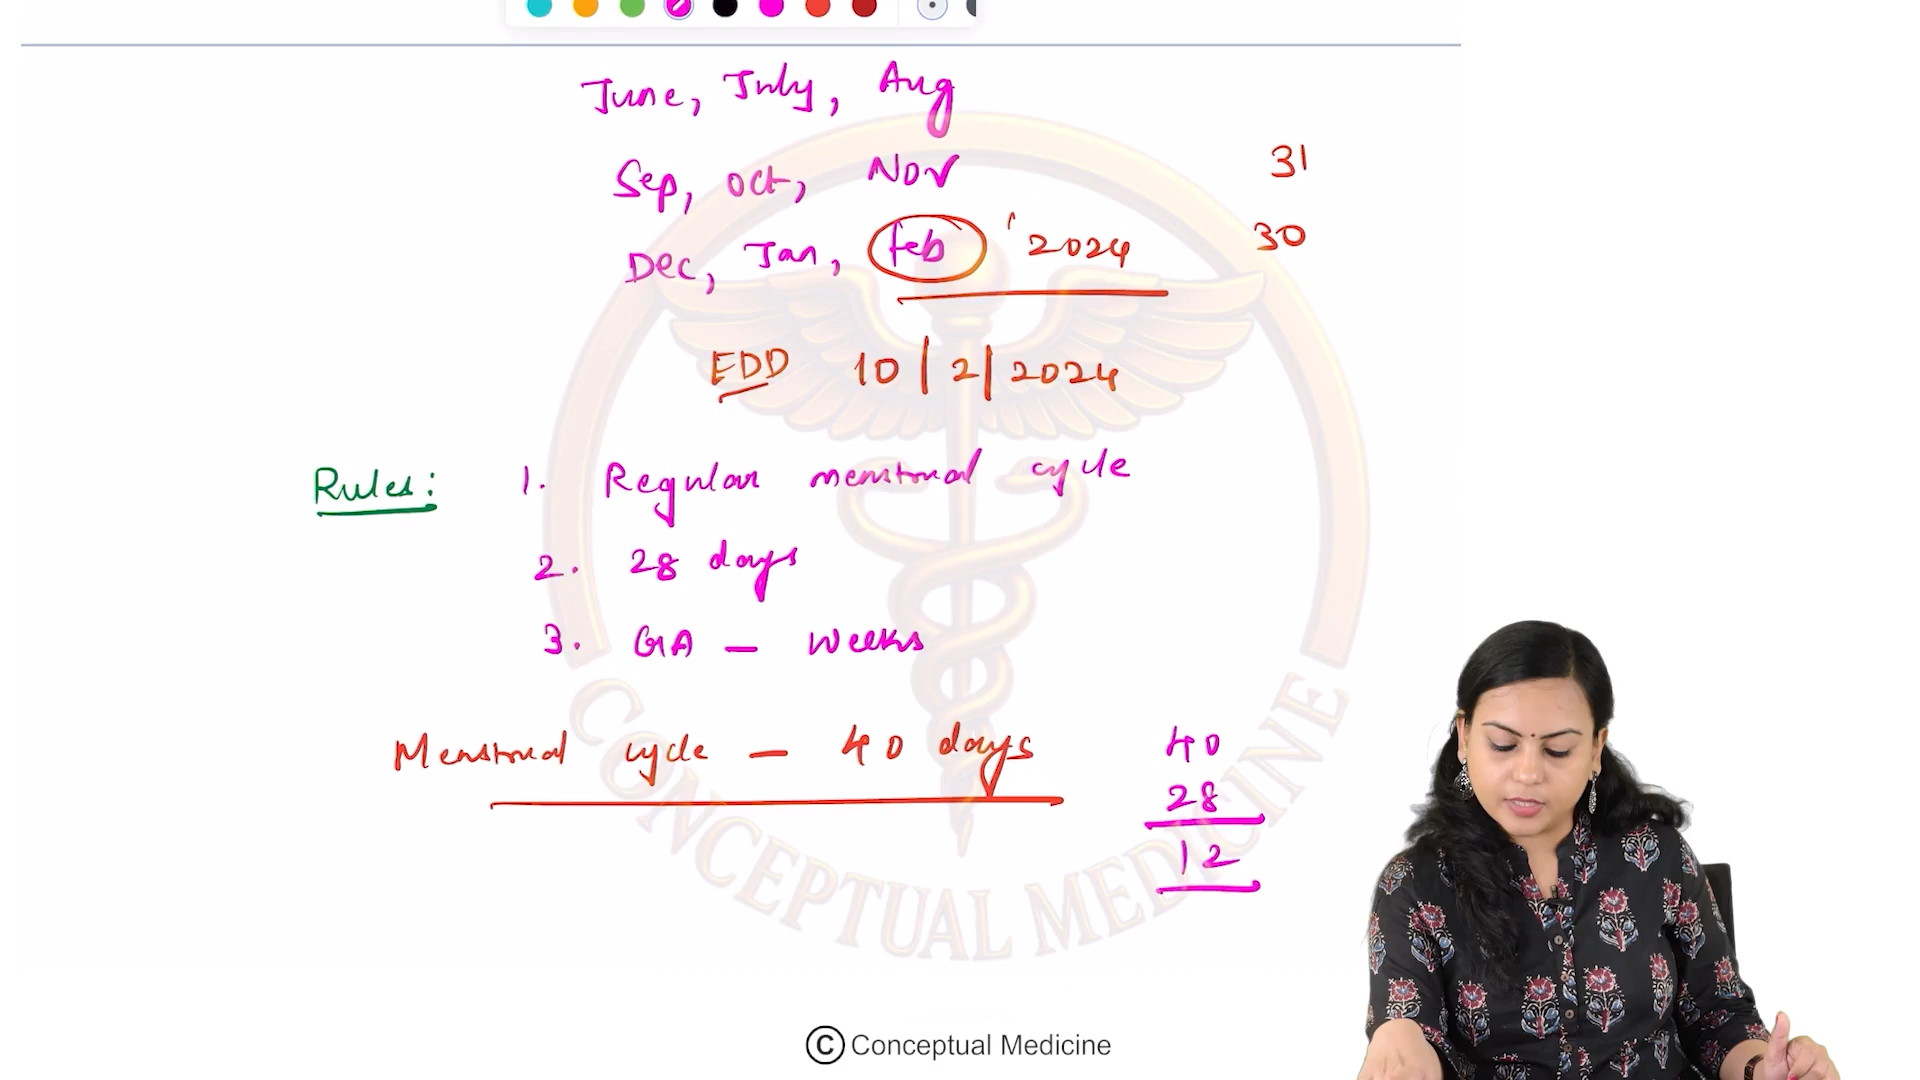 June, July, Aug
Sep, Oct, Nov
31
Dec, Jan, feb ' 2024
30
EDD 10 | 2 | 2024
Rules:
1. Regular menstrual cycle
2. 28 days
3. GA — Weeks
Menstrual cycle — 40 days
40
28
12
CONCEPTUAL MEDICINE
© Conceptual Medicine